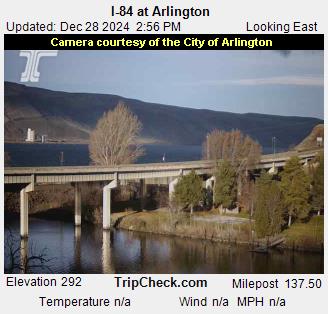 I-84 at Arlington
Updated: Dec 28 2024 2:56 PM Looking East
Camera courtesy of the City of Arlington
Elevation 292 TripCheck.com Milepost 137.50
Temperature n/a Wind n/a MPH n/a